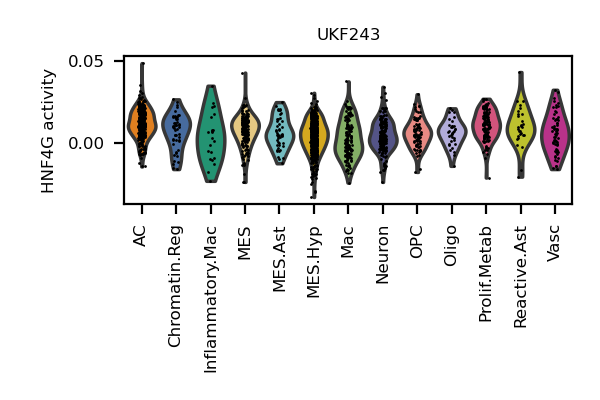 UKF243
HNF4G activity
0.05
0.00
AC
Chromatin.Reg
Inflammatory.Mac
MES
MES.Ast
MES.Hyp
Mac
Neuron
OPC
Oligo
Prolif.Metab
Reactive.Ast
Vasc